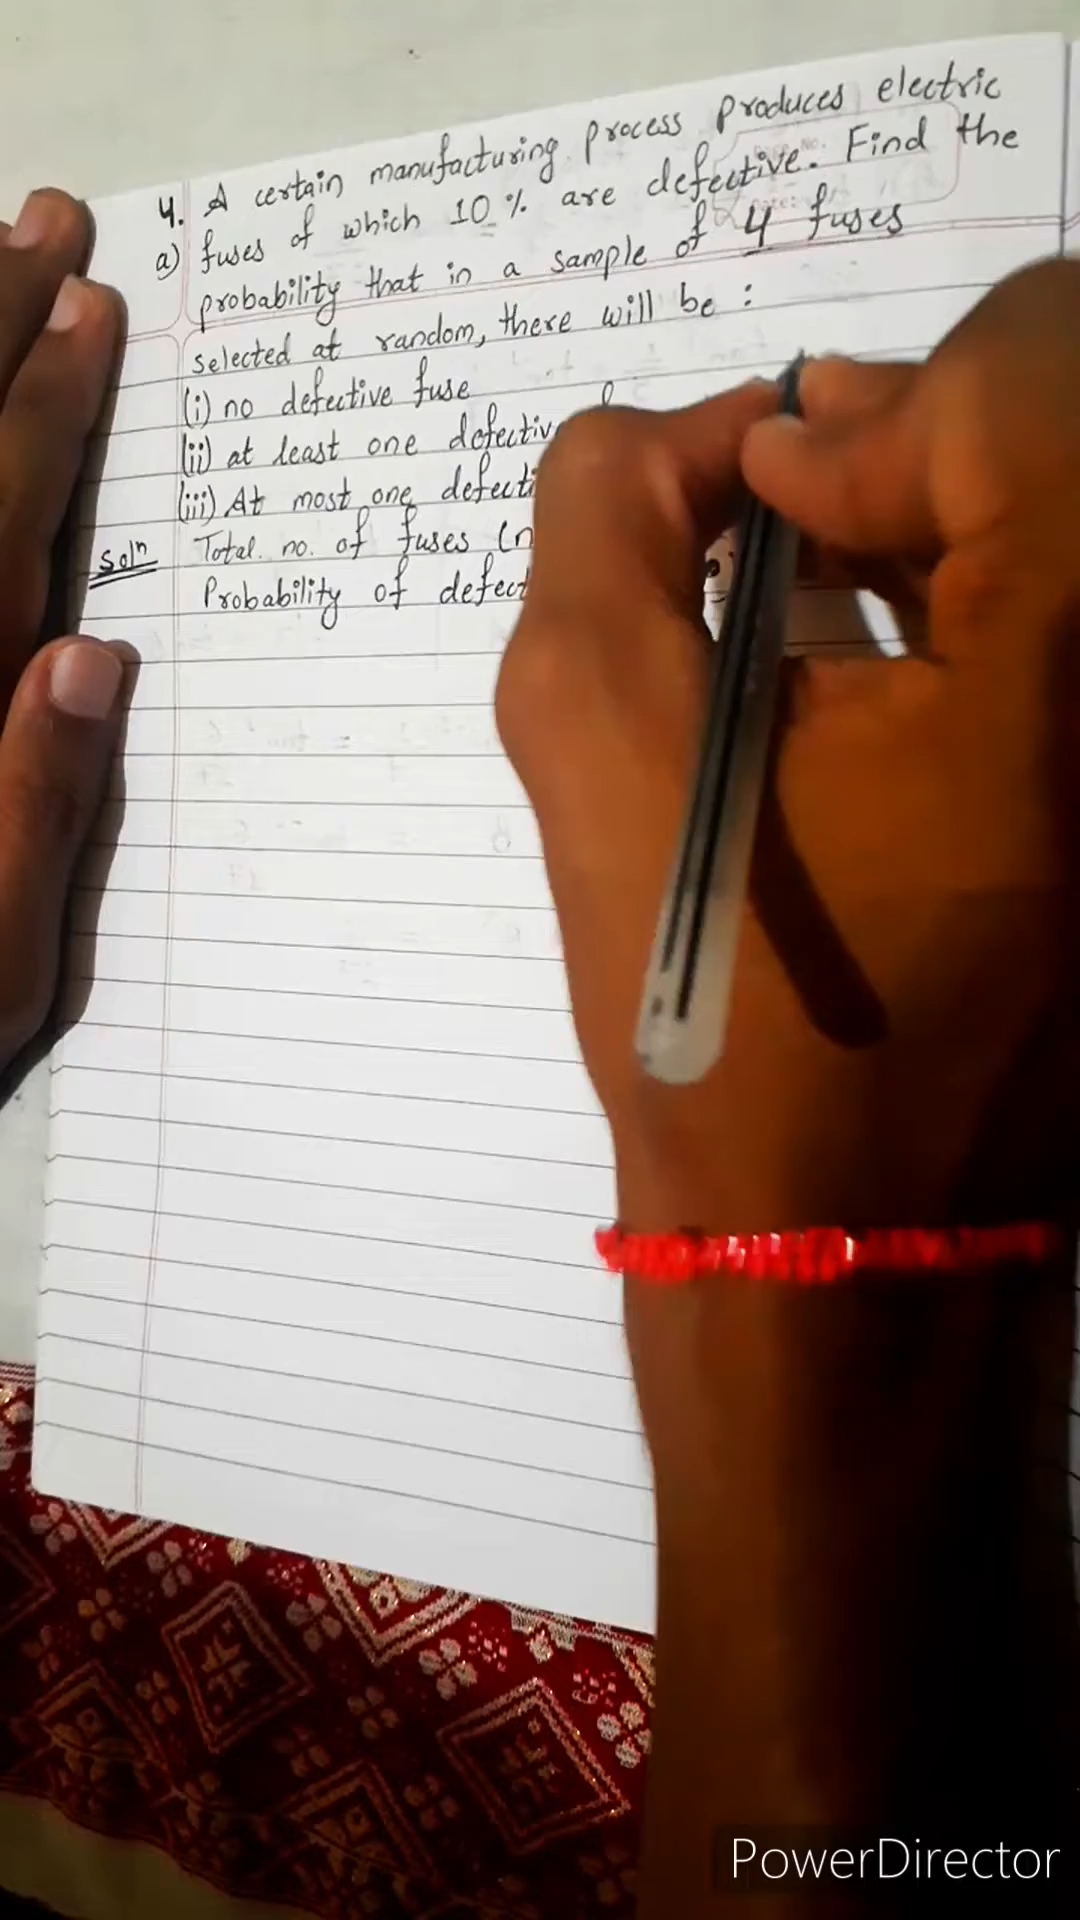 4. A certain manufacturing process produces electric
a) fuses of which 10 % are defective. Find the
probability that in a sample of 4 fuses
selected at random, there will be :
(i) no defective fuse
(ii) at least one defective
(iii) At most one
Soln Total. no. of fuses (n
Probability of
PowerDirector